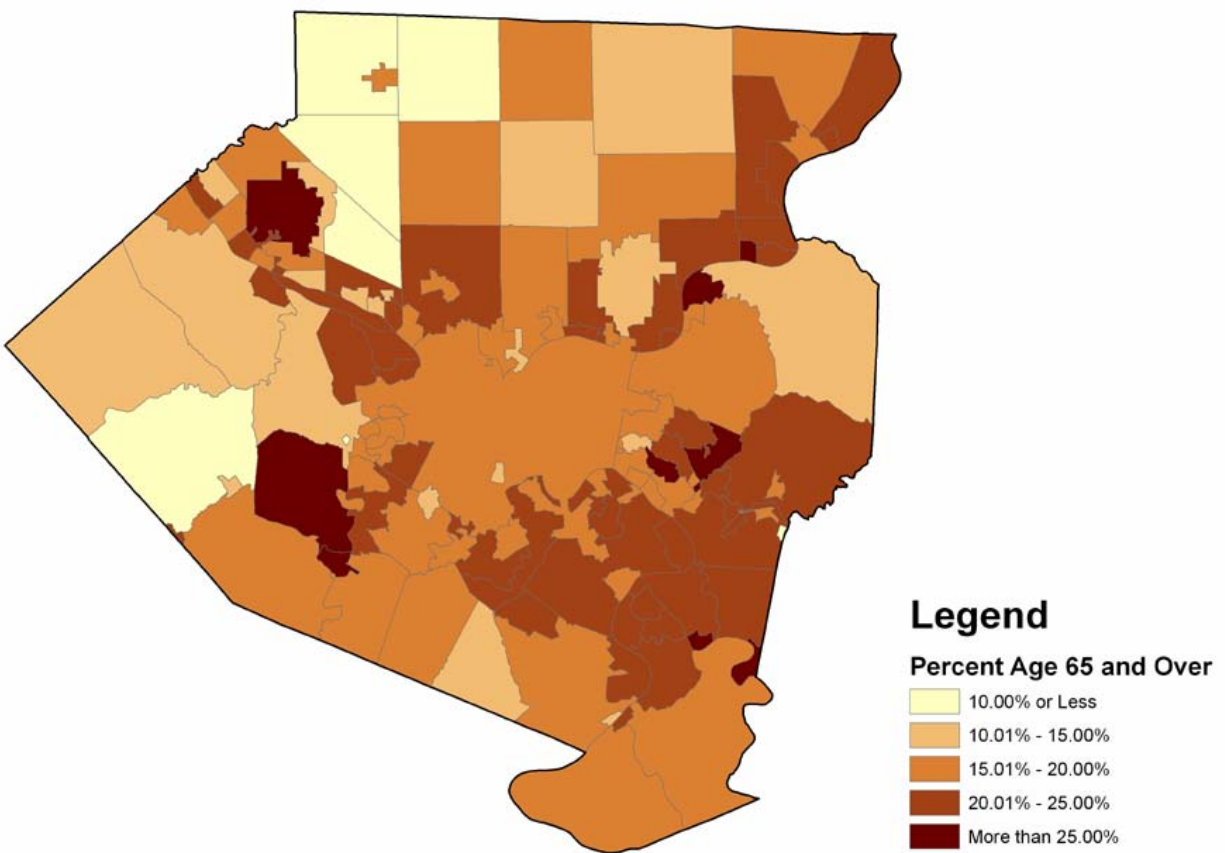 Legend
Percent Age 65 and Over
10.00% or Less
10.01% - 15.00%
15.01% - 20.00%
20.01% - 25.00%
More than 25.00%